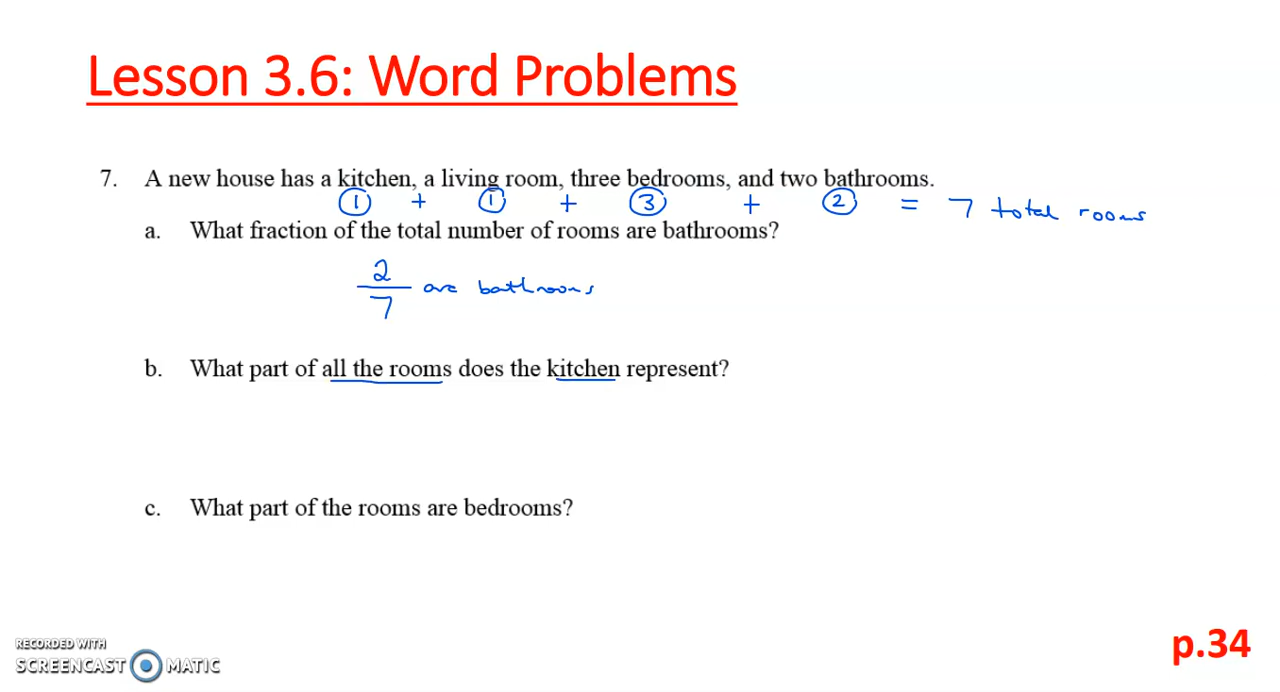 Lesson 3.6: Word Problems
7. A new house has a kitchen, a living room, three bedrooms, and two bathrooms.
1 + 1 + 3 + 2 = 7 total rooms
a. What fraction of the total number of rooms are bathrooms?
2
7
are bathrooms
b. What part of all the rooms does the kitchen represent?
c. What part of the rooms are bedrooms?
RECORDED WITH
SCREENCAST MATIC
p.34